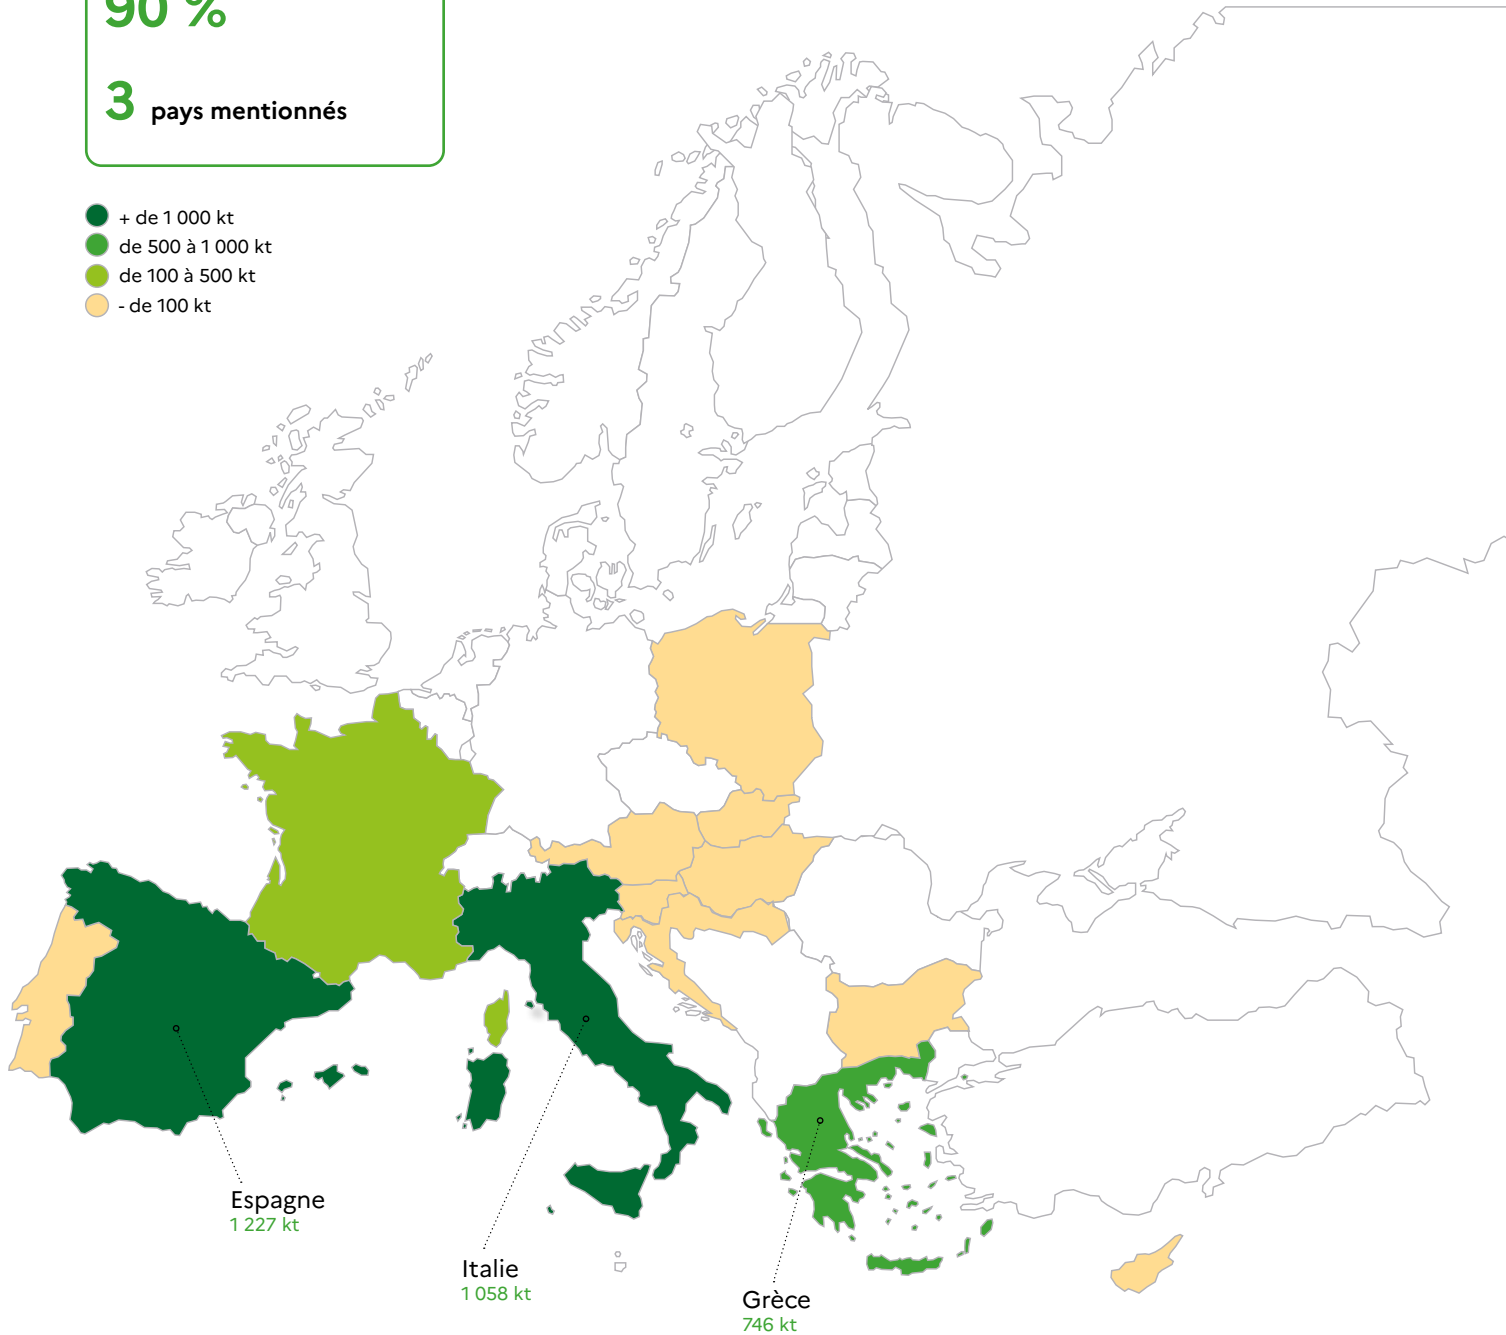 90 %
3 pays mentionnés
+ de 1 000 kt
de 500 à 1 000 kt
de 100 à 500 kt
- de 100 kt
Espagne
1 227 kt
Italie
1 058 kt
Grèce
746 kt